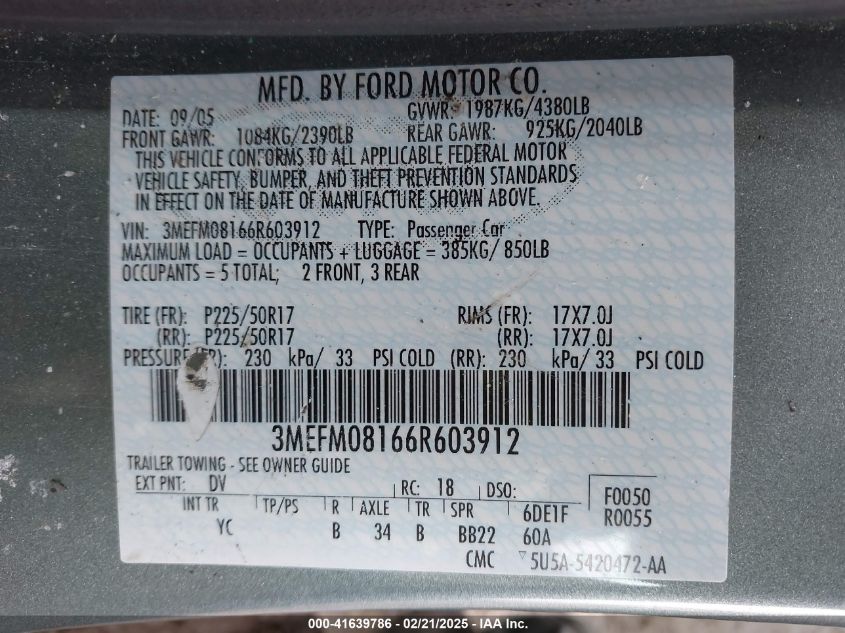 MFD. BY FORD MOTOR CO.
DATE: 09/05 GVWR: 1987KG/4380LB
FRONT GAWR: 1084KG/2390LB REAR GAWR: 925KG/2040LB
THIS VEHICLE CONFORMS TO ALL APPLICABLE FEDERAL MOTOR
VEHICLE SAFETY, BUMPER, AND THEFT PREVENTION STANDARDS
IN EFFECT ON THE DATE OF MANUFACTURE SHOWN ABOVE.
VIN: 3MEFM08166R603912 TYPE: Passenger Car
MAXIMUM LOAD = OCCUPANTS + LUGGAGE = 385KG/ 850LB
OCCUPANTS = 5 TOTAL; 2 FRONT, 3 REAR
TIRE (FR): P225/50R17 RIMS (FR): 17X7.0J
(RR): P225/50R17 (RR): 17X7.0J
PRESSURE (FR): 230 kPa/ 33 PSI COLD (RR): 230 kPa/ 33 PSI COLD
3MEFM08166R603912
TRAILER TOWING - SEE OWNER GUIDE
EXT PNT: DV RC: 18 DSO: F0050
INT TR TP/PS R AXLE TR SPR 6DE1F R0055
YC B 34 B BB22 60A
CMC 5U5A-5420472-AA
000-41639786 - 02/21/2025 - IAA Inc.